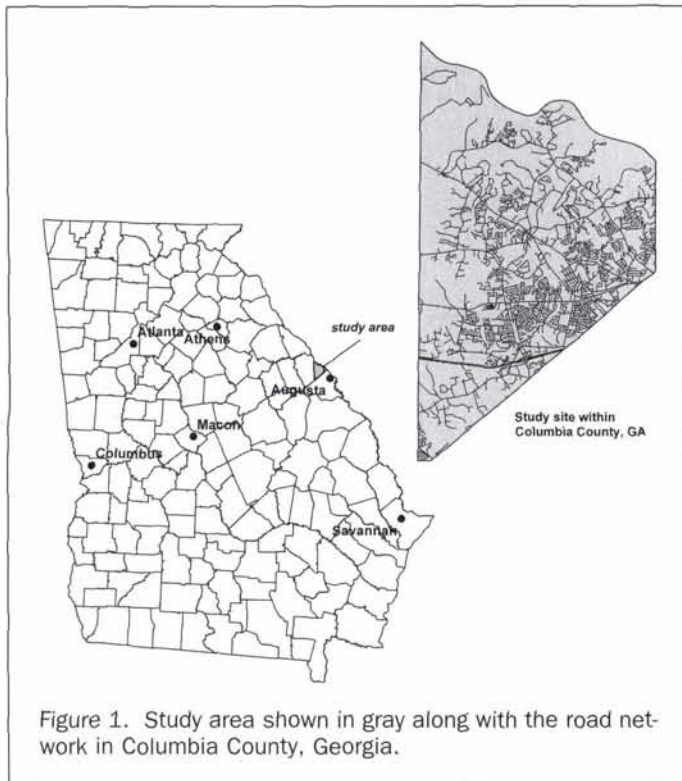 study area
Atlanta
Athens
Augusta
Macon
Columbus
Savannah
Study site within
Columbia County, GA
Figure 1. Study area shown in gray along with the road net-
work in Columbia County, Georgia.